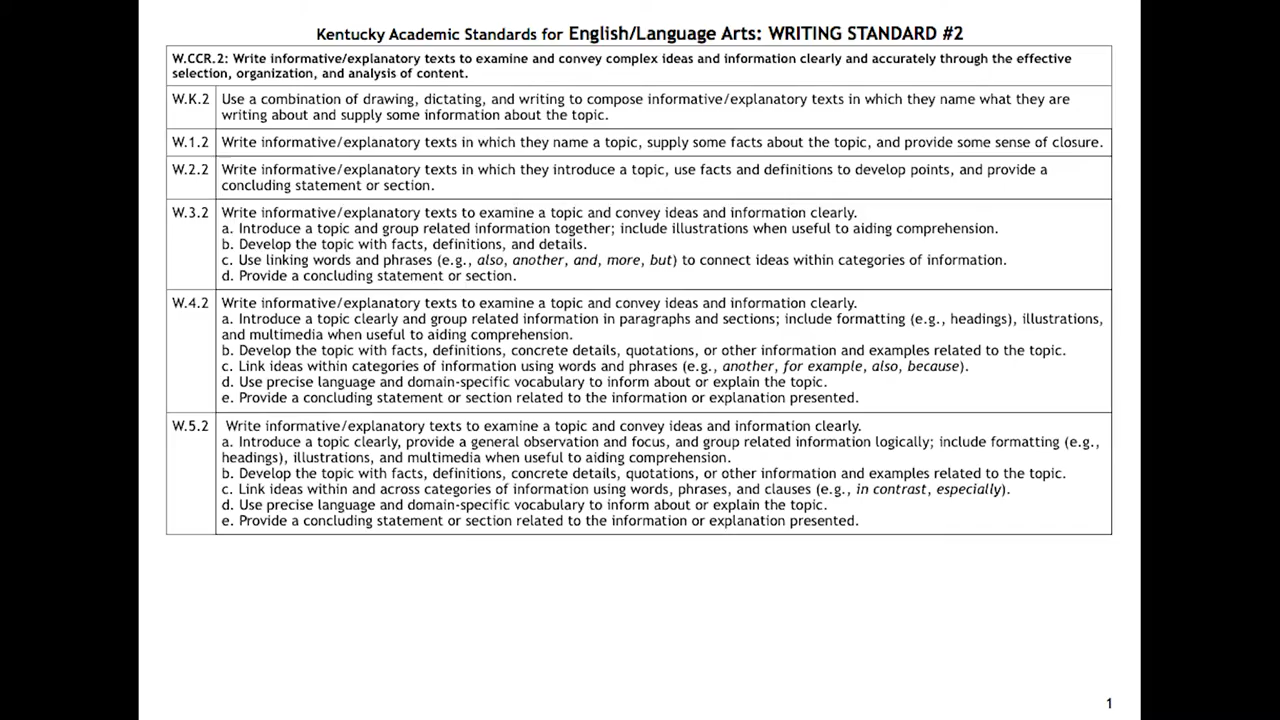 Kentucky Academic Standards for English/Language Arts: WRITING STANDARD #2
W.CCR.2: Write informative/explanatory texts to examine and convey complex ideas and information clearly and accurately through the effective
selection, organization, and analysis of content.
W.K.2 Use a combination of drawing, dictating, and writing to compose informative/explanatory texts in which they name what they are
writing about and supply some information about the topic.
W.1.2 Write informative/explanatory texts in which they name a topic, supply some facts about the topic, and provide some sense of closure.
W.2.2 Write informative/explanatory texts in which they introduce a topic, use facts and definitions to develop points, and provide a
concluding statement or section.
W.3.2 Write informative/explanatory texts to examine a topic and convey ideas and information clearly.
a. Introduce a topic and group related information together; include illustrations when useful to aiding comprehension.
b. Develop the topic with facts, definitions, and details.
c. Use linking words and phrases (e.g., also, another, and, more, but) to connect ideas within categories of information.
d. Provide a concluding statement or section.
W.4.2 Write informative/explanatory texts to examine a topic and convey ideas and information clearly.
a. Introduce a topic clearly and group related information in paragraphs and sections; include formatting (e.g., headings), illustrations,
and multimedia when useful to aiding comprehension.
b. Develop the topic with facts, definitions, concrete details, quotations, or other information and examples related to the topic.
c. Link ideas within categories of information using words and phrases (e.g., another, for example, also, because).
d. Use precise language and domain-specific vocabulary to inform about or explain the topic.
e. Provide a concluding statement or section related to the information or explanation presented.
W.5.2 Write informative/explanatory texts to examine a topic and convey ideas and information clearly.
a. Introduce a topic clearly, provide a general observation and focus, and group related information logically; include formatting (e.g.,
headings), illustrations, and multimedia when useful to aiding comprehension.
b. Develop the topic with facts, definitions, concrete details, quotations, or other information and examples related to the topic.
c. Link ideas within and across categories of information using words, phrases, and clauses (e.g., in contrast, especially).
d. Use precise language and domain-specific vocabulary to inform about or explain the topic.
e. Provide a concluding statement or section related to the information or explanation presented.
1